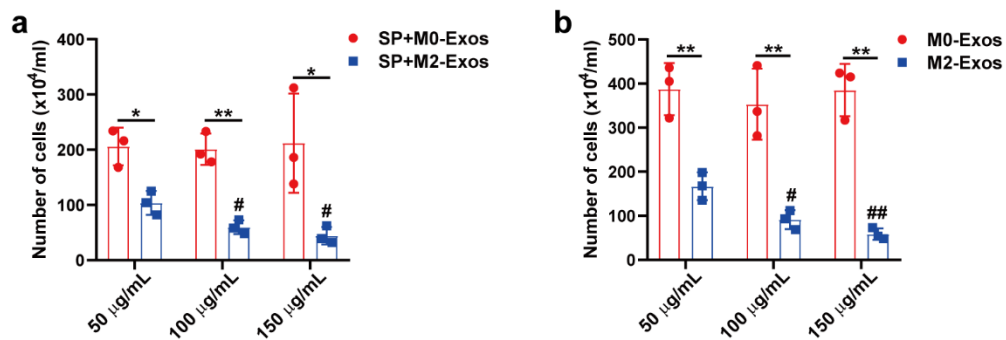 a
Number of cells (x10⁴/ml)
400
300
200
100
0
*
**
*
#
#
SP+M0-Exos
SP+M2-Exos
50 μg/mL
100 μg/mL
150 μg/mL
b
Number of cells (x10⁴/ml)
500
400
300
200
100
0
**
**
**
#
##
M0-Exos
M2-Exos
50 μg/mL
100 μg/mL
150 μg/mL